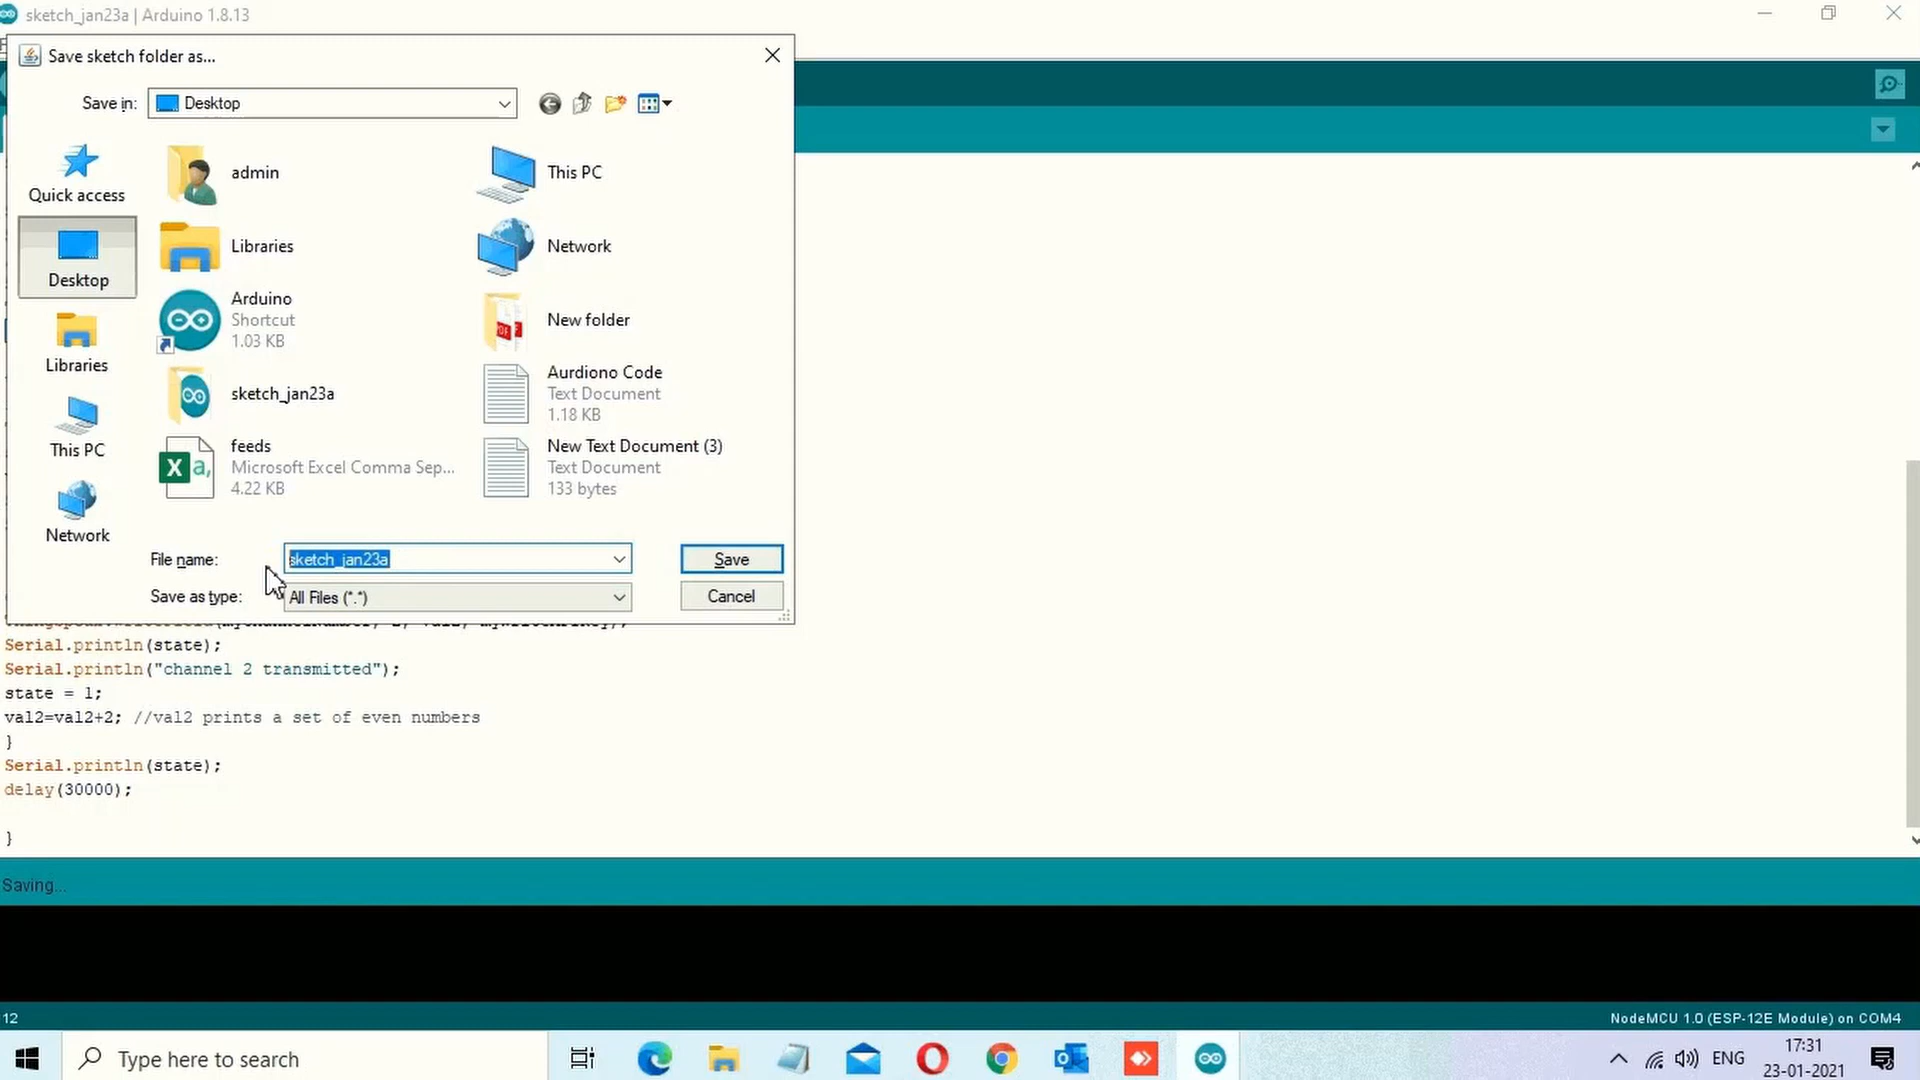 sketch_jan23a | Arduino 1.8.13
Save sketch folder as...
Save in:
Desktop
Quick access
Desktop
Libraries
This PC
Network
admin
This PC
Libraries
Network
Arduino
Shortcut
1.03 KB
New folder
sketch_jan23a
Aurdiono Code
Text Document
1.18 KB
feeds
Microsoft Excel Comma Sep...
4.22 KB
New Text Document (3)
Text Document
133 bytes
File name:
sketch_jan23a
Save
Save as type:
All Files (*.*)
Cancel
Serial.println(state);
Serial.println("channel 2 transmitted");
state = 1;
val2=val2+2; //val2 prints a set of even numbers
}
Serial.println(state);
delay(30000);
}
Saving...
12
NodeMCU 1.0 (ESP-12E Module) on COM4
Type here to search
ENG
17:31
23-01-2021